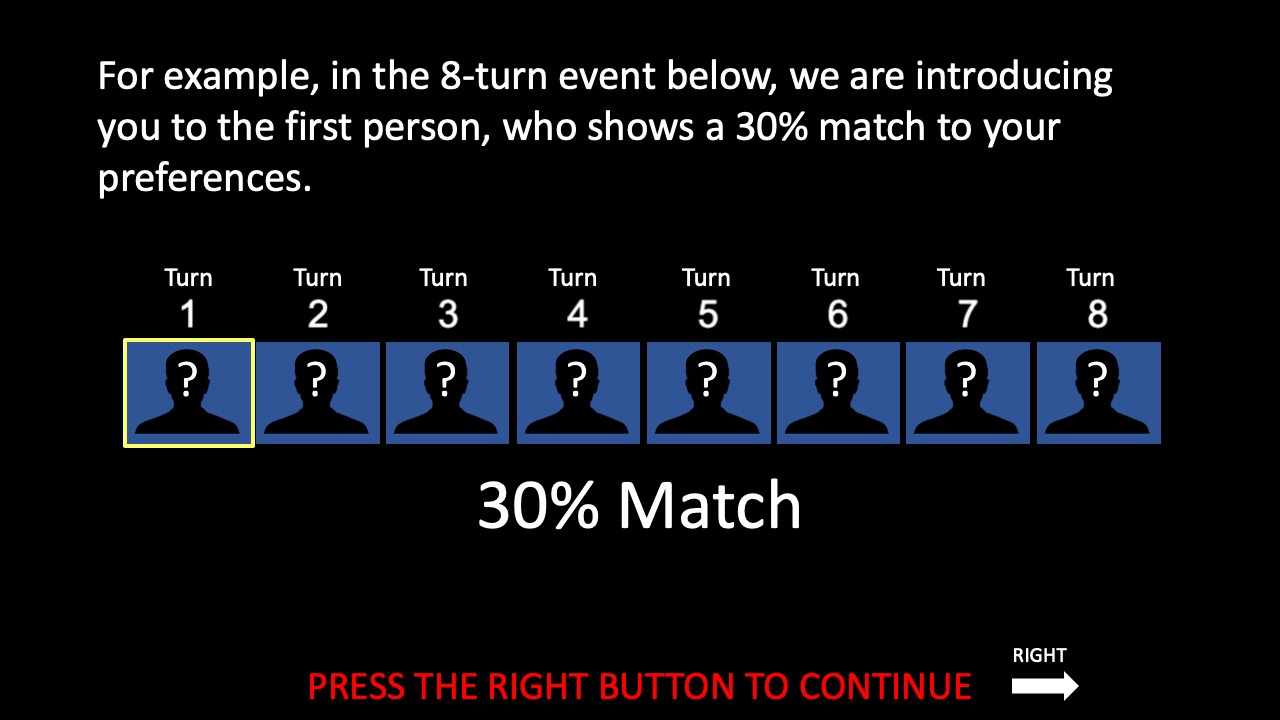 For example, in the 8-turn event below, we are introducing
you to the first person, who shows a 30% match to your
preferences.
Turn Turn Turn Turn Turn Turn Turn Turn
1 2 3 4 5 6 7 8
? ? ? ? ? ? ? ?
30% Match
RIGHT
PRESS THE RIGHT BUTTON TO CONTINUE